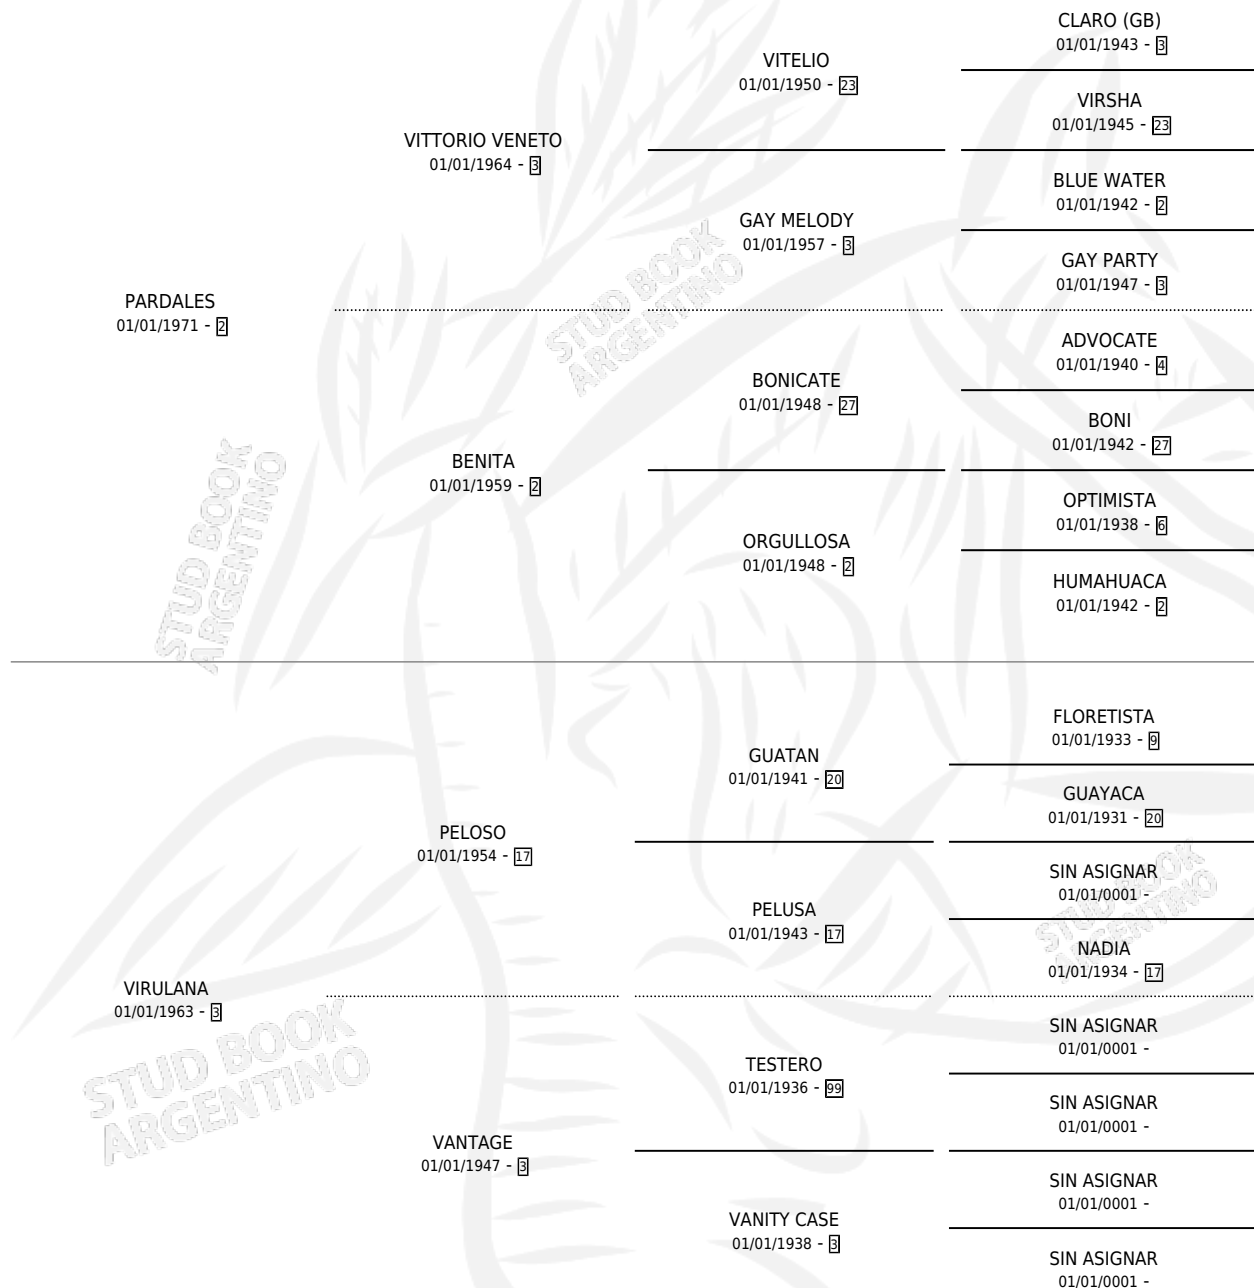 CLARO (GB)
01/01/1943 - 3
VITELIO
01/01/1950 - 23
VIRSHA
01/01/1945 - 23
VITTORIO VENETO
01/01/1964 - 3
BLUE WATER
01/01/1942 - 2
GAY MELODY
01/01/1957 - 3
GAY PARTY
01/01/1947 - 3
PARDALES
01/01/1971 - 2
ADVOCATE
01/01/1940 - 4
BONICATE
01/01/1948 - 27
BONI
01/01/1942 - 27
BENITA
01/01/1959 - 2
OPTIMISTA
01/01/1938 - 6
ORGULLOSA
01/01/1948 - 2
HUMAHUACA
01/01/1942 - 2
FLORETISTA
01/01/1933 - 9
GUATAN
01/01/1941 - 20
GUAYACA
01/01/1931 - 20
PELOSO
01/01/1954 - 17
SIN ASIGNAR
01/01/0001 -
PELUSA
01/01/1943 - 17
NADIA
01/01/1934 - 17
VIRULANA
01/01/1963 - 3
SIN ASIGNAR
01/01/0001 -
TESTERO
01/01/1936 - 99
SIN ASIGNAR
01/01/0001 -
VANTAGE
01/01/1947 - 3
SIN ASIGNAR
01/01/0001 -
VANITY CASE
01/01/1938 - 3
SIN ASIGNAR
01/01/0001 -
STUD BOOK
ARGENTINO
STUD BOOK
ARGENTINO
STUD BOOK
ARGENTINO
STUD BOOK
ARGENTINO